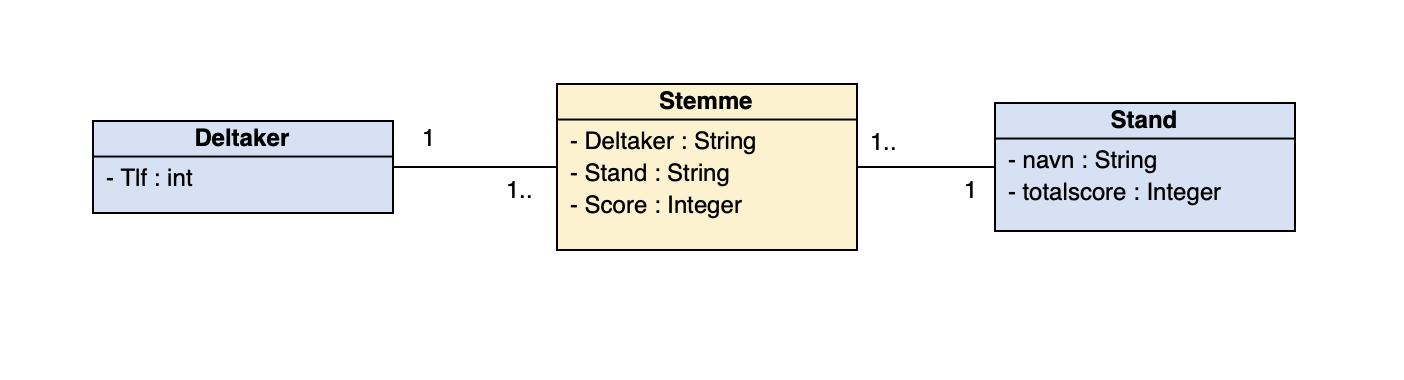 Deltaker
- Tlf : int
1
1..
Stemme
- Deltaker : String
- Stand : String
- Score : Integer
1..
1
Stand
- navn : String
- totalscore : Integer